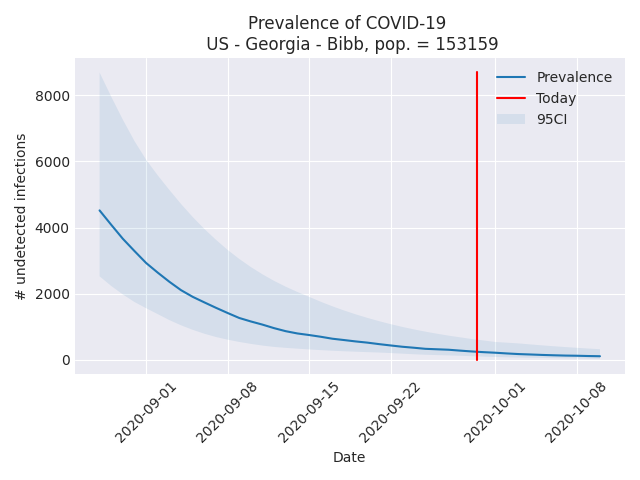 Prevalence of COVID-19
US - Georgia - Bibb, pop. = 153159
Prevalence
Today
95CI
# undetected infections
8000
6000
4000
2000
0
2020-09-01
2020-09-08
2020-09-15
2020-09-22
2020-10-01
2020-10-08
Date